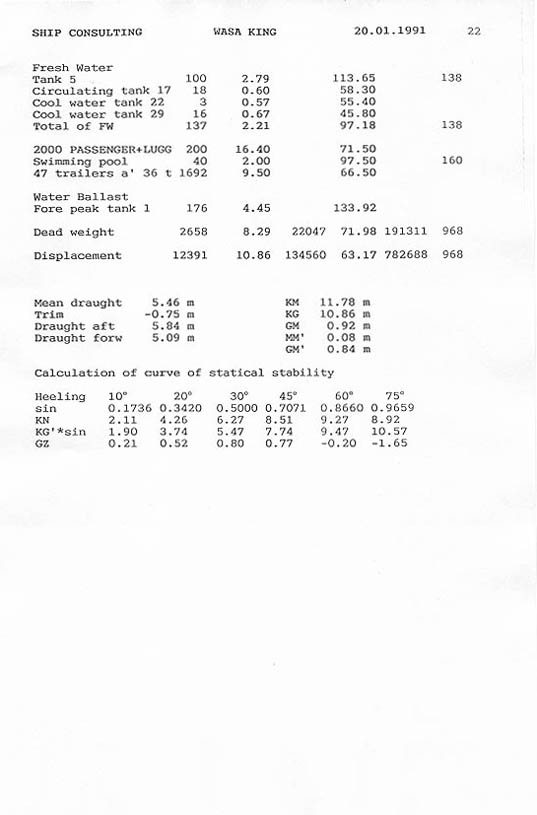 SHIP CONSULTING WASA KING 20.01.1991 22
Fresh Water
Tank 5 100 2.79 113.65 138
Circulating tank 17 18 0.60 58.30
Cool water tank 22 3 0.57 55.40
Cool water tank 29 16 0.67 45.80
Total of FW 137 2.21 97.18 138
2000 PASSENGER+LUGG 200 16.40 71.50
Swimming pool 40 2.00 97.50 160
47 trailers a' 36 t 1692 9.50 66.50
Water Ballast
Fore peak tank 1 176 4.45 133.92
Dead weight 2658 8.29 22047 71.98 191311 968
Displacement 12391 10.86 134560 63.17 782688 968
Mean draught 5.46 m KM 11.78 m
Trim -0.75 m KG 10.86 m
Draught aft 5.84 m GM 0.92 m
Draught forw 5.09 m MM' 0.08 m
GM' 0.84 m
Calculation of curve of statical stability
Heeling 10° 20° 30° 45° 60° 75°
sin 0.1736 0.3420 0.5000 0.7071 0.8660 0.9659
KN 2.11 4.26 6.27 8.51 9.27 8.92
KG'*sin 1.90 3.74 5.47 7.74 9.47 10.57
GZ 0.21 0.52 0.80 0.77 -0.20 -1.65